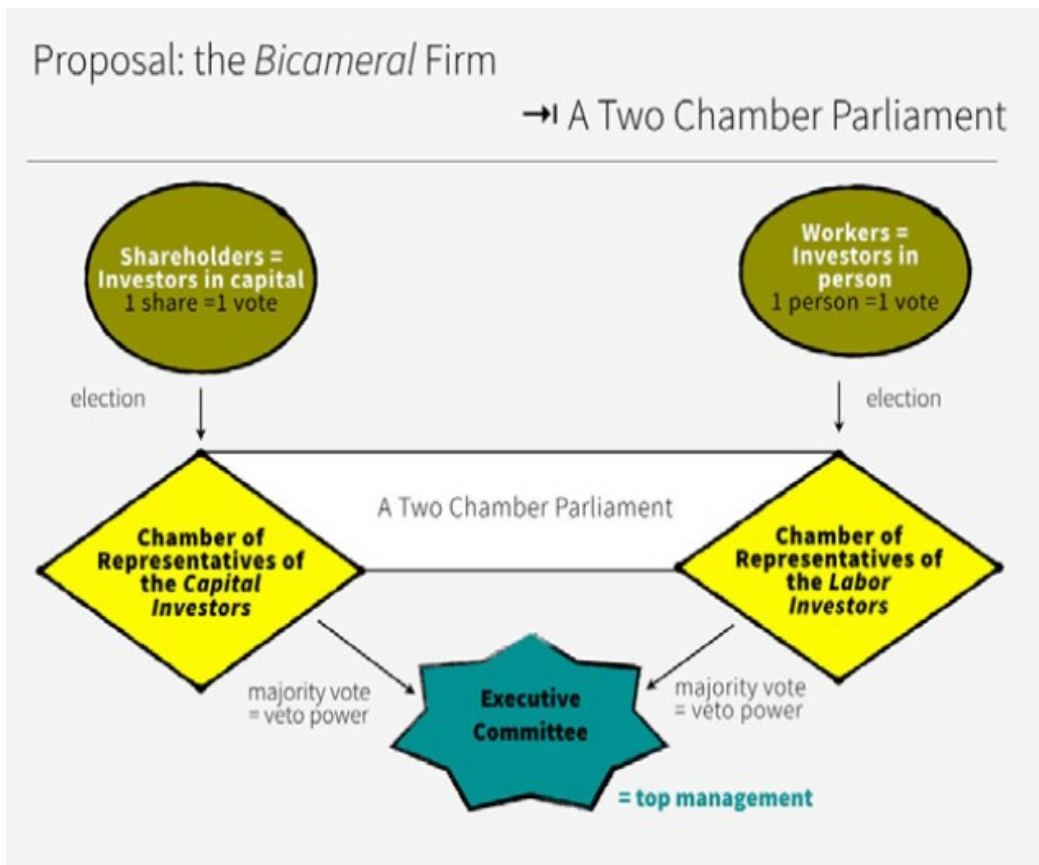 Proposal: the Bicameral Firm
→I A Two Chamber Parliament
Shareholders =
Investors in capital
1 share =1 vote
Workers =
Investors in
person
1 person =1 vote
election
election
A Two Chamber Parliament
Chamber of
Representatives of
the Capital
Investors
Chamber of
Representatives of
the Labor
Investors
majority vote
= veto power
majority vote
= veto power
Executive
Committee
= top management